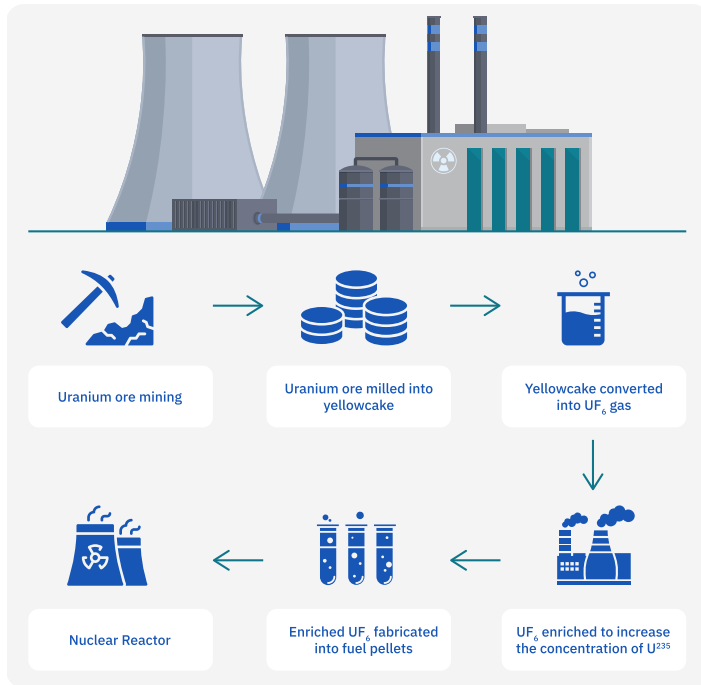 Uranium ore mining
Uranium ore milled into
yellowcake
Yellowcake converted
into UF₆ gas
Nuclear Reactor
Enriched UF₆ fabricated
into fuel pellets
UF₆ enriched to increase
the concentration of U²³⁵